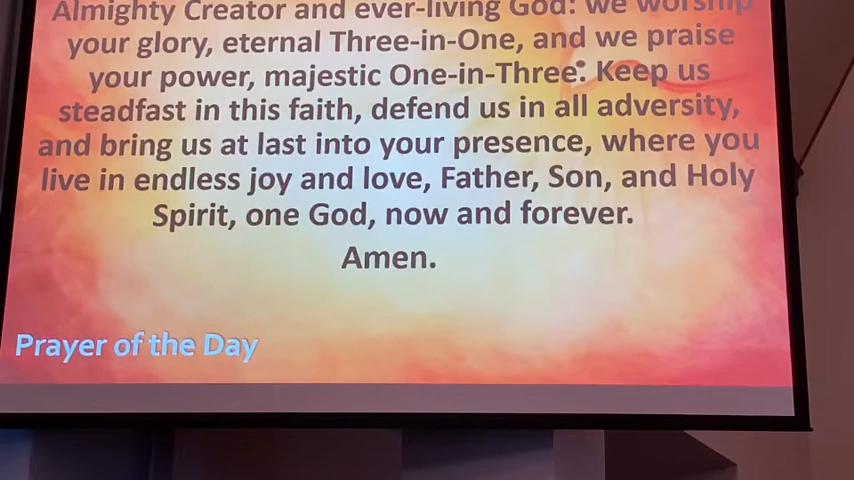 Almighty Creator and ever-living God: we worship
your glory, eternal Three-in-One, and we praise
your power, majestic One-in-Three. Keep us
steadfast in this faith, defend us in all adversity,
and bring us at last into your presence, where you
live in endless joy and love, Father, Son, and Holy
Spirit, one God, now and forever.
Amen.
Prayer of the Day